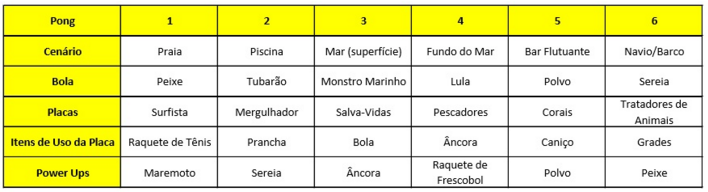 Pong 1 2 3 4 5 6
Cenário Praia Piscina Mar (superfície) Fundo do Mar Bar Flutuante Navio/Barco
Bola Peixe Tubarão Monstro Marinho Lula Polvo Sereia
Placas Surfista Mergulhador Salva-Vidas Pescadores Corais Tratadores de
Animais
Itens de Uso da Placa Raquete de Tênis Prancha Bola Âncora Caniço Grades
Power Ups Maremoto Sereia Âncora Raquete de
Frescobol Polvo Peixe